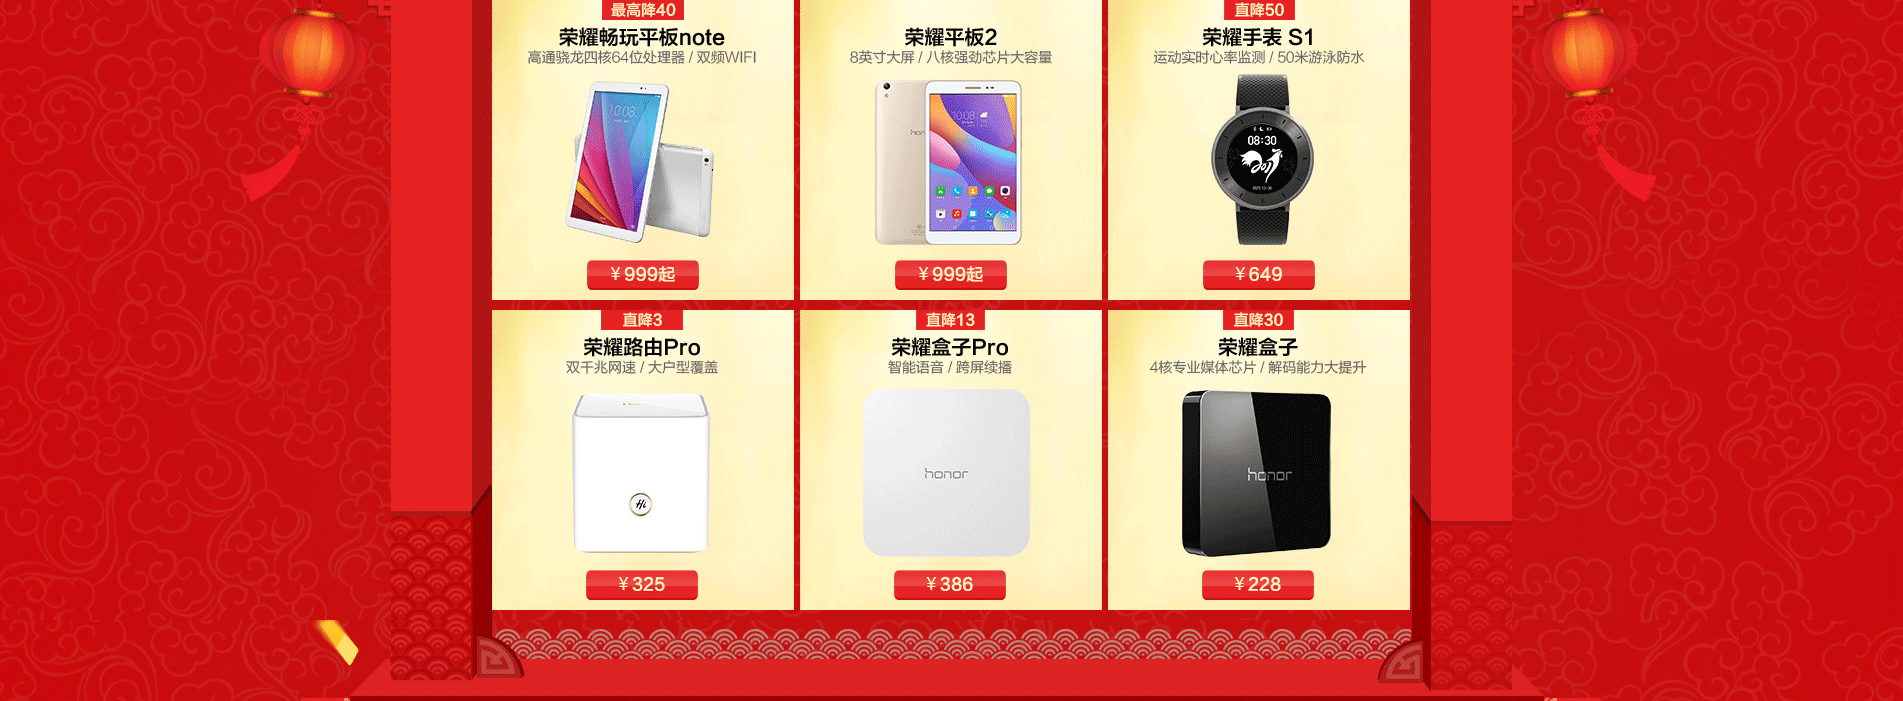 最高降40
荣耀畅玩平板note
高通骁龙四核64位处理器 / 双频WIFI
10:08
¥999起
荣耀平板2
8英寸大屏 / 八核强劲芯片大容量
hon
10:08
¥999起
直降50
荣耀手表 S1
运动实时心率监测 / 50米游泳防水
08:30
¥649
直降3
荣耀路由Pro
双千兆网速 / 大户型覆盖
Hi
¥325
直降13
荣耀盒子Pro
智能语音 / 跨屏续播
honor
¥386
直降30
荣耀盒子
4核专业媒体芯片 / 解码能力大提升
honor
¥228